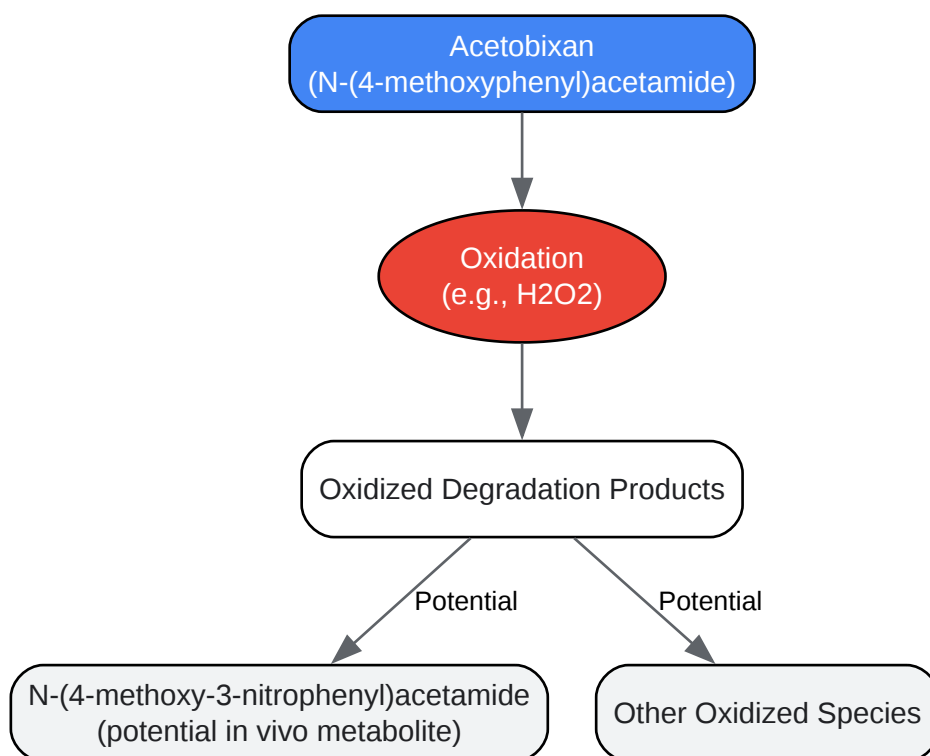 Acetobixan
(N-(4-methoxyphenyl)acetamide)
Oxidation
(e.g., H2O2)
Oxidized Degradation Products
Potential
Potential
N-(4-methoxy-3-nitrophenyl)acetamide
(potential in vivo metabolite)
Other Oxidized Species